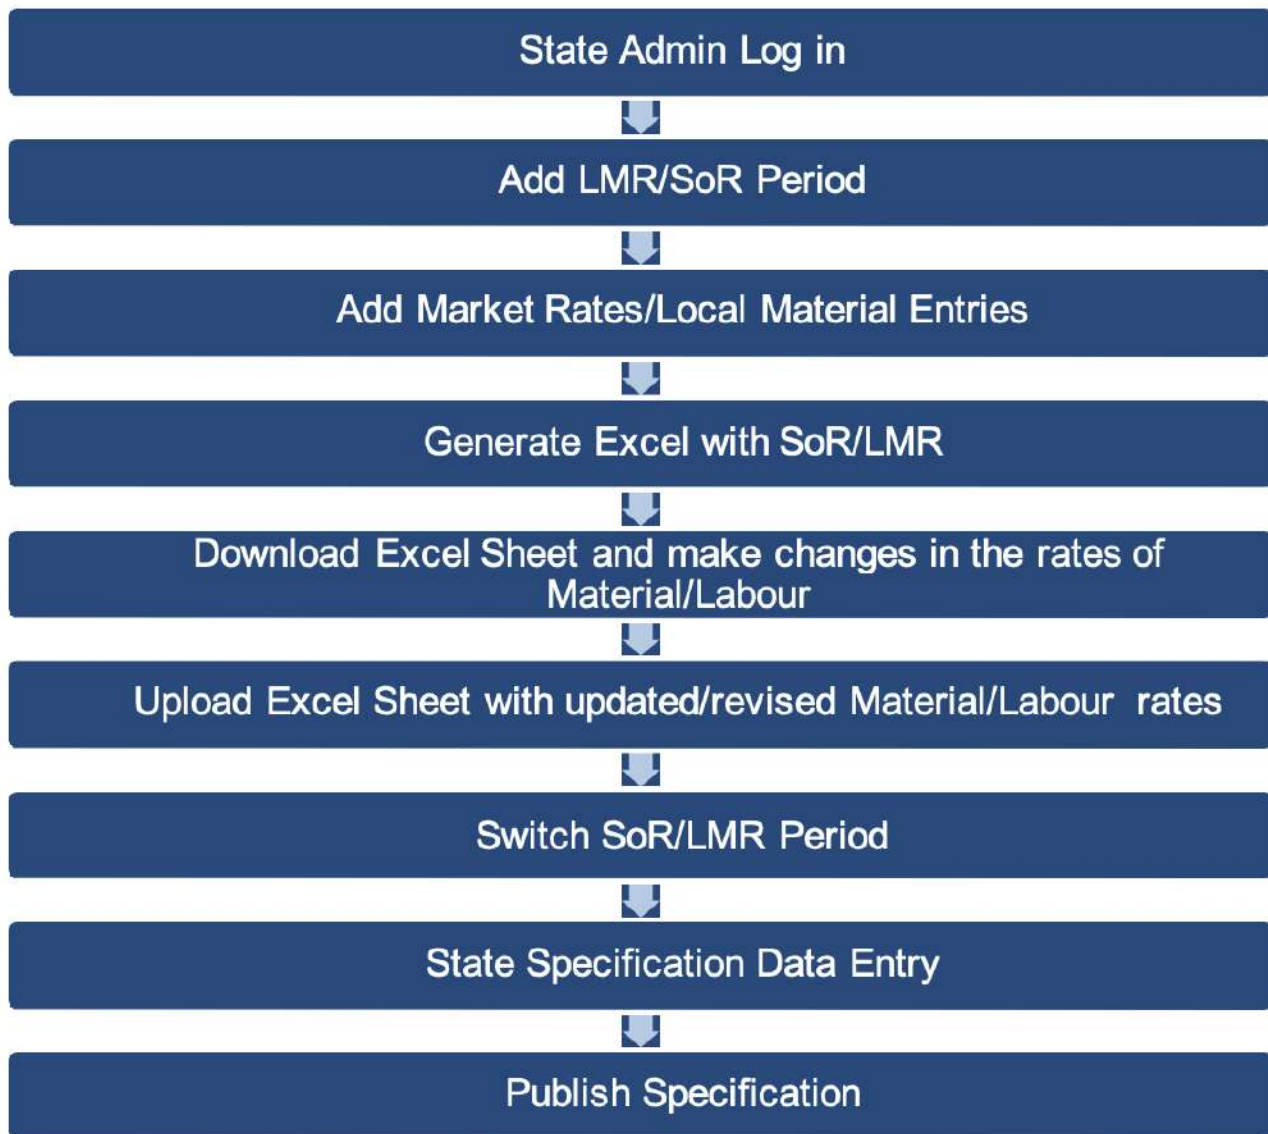 State Admin Log in
Add LMR/SoR Period
Add Market Rates/Local Material Entries
Generate Excel with SoR/LMR
Download Excel Sheet and make changes in the rates of
Material/Labour
Upload Excel Sheet with updated/revised Material/Labour rates
Switch SoR/LMR Period
State Specification Data Entry
Publish Specification